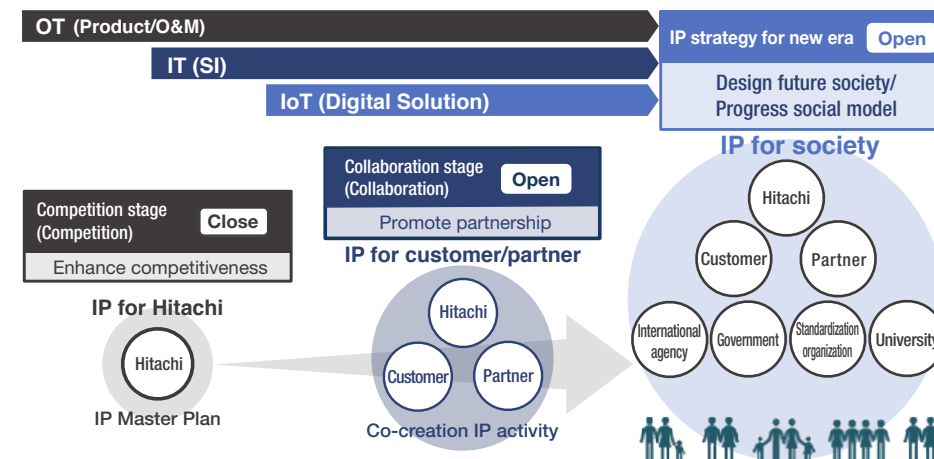 OT (Product/O&M)
IT (SI)
IoT (Digital Solution)
IP strategy for new era
Open
Design future society/
Progress social model
IP for society
Hitachi
Customer
Partner
International
agency
Government
Standardization
organization
University
Collaboration stage
(Collaboration)
Open
Promote partnership
IP for customer/partner
Hitachi
Customer
Partner
Co-creation IP activity
Competition stage
(Competition)
Close
Enhance competitiveness
IP for Hitachi
Hitachi
IP Master Plan